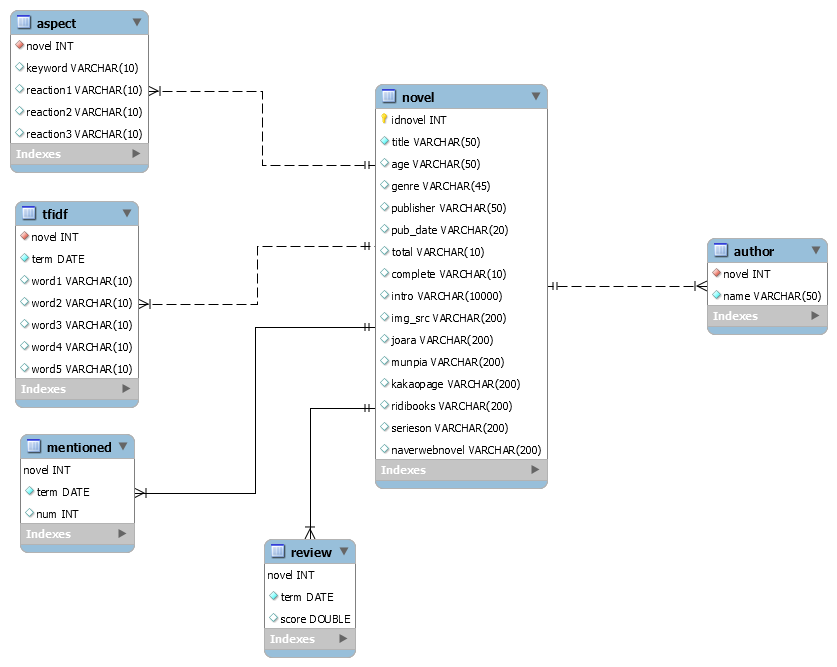 aspect
novel INT
keyword VARCHAR(10)
reaction1 VARCHAR(10)
reaction2 VARCHAR(10)
reaction3 VARCHAR(10)
Indexes
tfidf
novel INT
term DATE
word1 VARCHAR(10)
word2 VARCHAR(10)
word3 VARCHAR(10)
word4 VARCHAR(10)
word5 VARCHAR(10)
Indexes
mentioned
novel INT
term DATE
num INT
Indexes
novel
idnovel INT
title VARCHAR(50)
age VARCHAR(50)
genre VARCHAR(45)
publisher VARCHAR(50)
pub_date VARCHAR(20)
total VARCHAR(10)
complete VARCHAR(10)
intro VARCHAR(10000)
img_src VARCHAR(200)
joara VARCHAR(200)
munpia VARCHAR(200)
kakaopage VARCHAR(200)
ridibooks VARCHAR(200)
serieson VARCHAR(200)
naverwebnovel VARCHAR(200)
Indexes
review
novel INT
term DATE
score DOUBLE
Indexes
author
novel INT
name VARCHAR(50)
Indexes